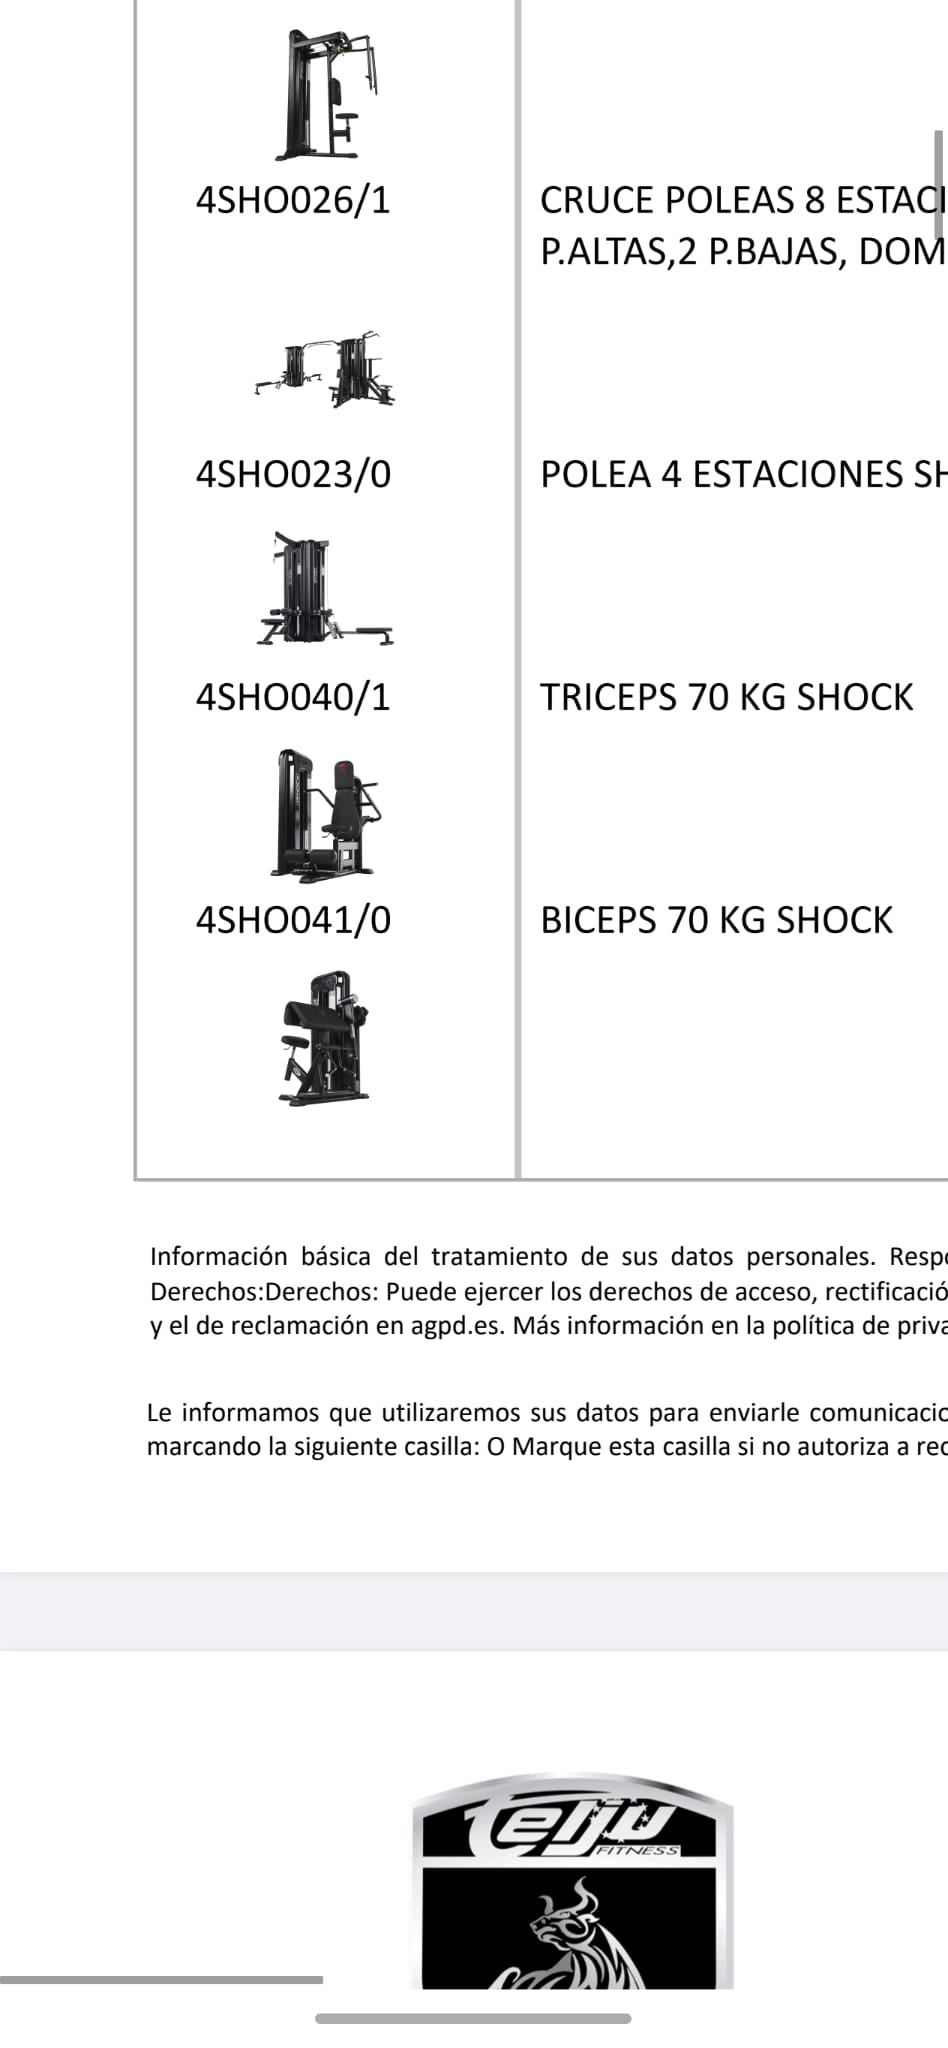 4SHO026/1
CRUCE POLEAS 8 ESTACI
P.ALTAS,2 P.BAJAS, DOM
4SHO023/0
POLEA 4 ESTACIONES SH
4SHO040/1
TRICEPS 70 KG SHOCK
4SHO041/0
BICEPS 70 KG SHOCK
Información básica del tratamiento de sus datos personales. Respo
Derechos:Derechos: Puede ejercer los derechos de acceso, rectificació
y el de reclamación en agpd.es. Más información en la política de priva
Le informamos que utilizaremos sus datos para enviarle comunicacio
marcando la siguiente casilla: O Marque esta casilla si no autoriza a rec
telju
FITNESS